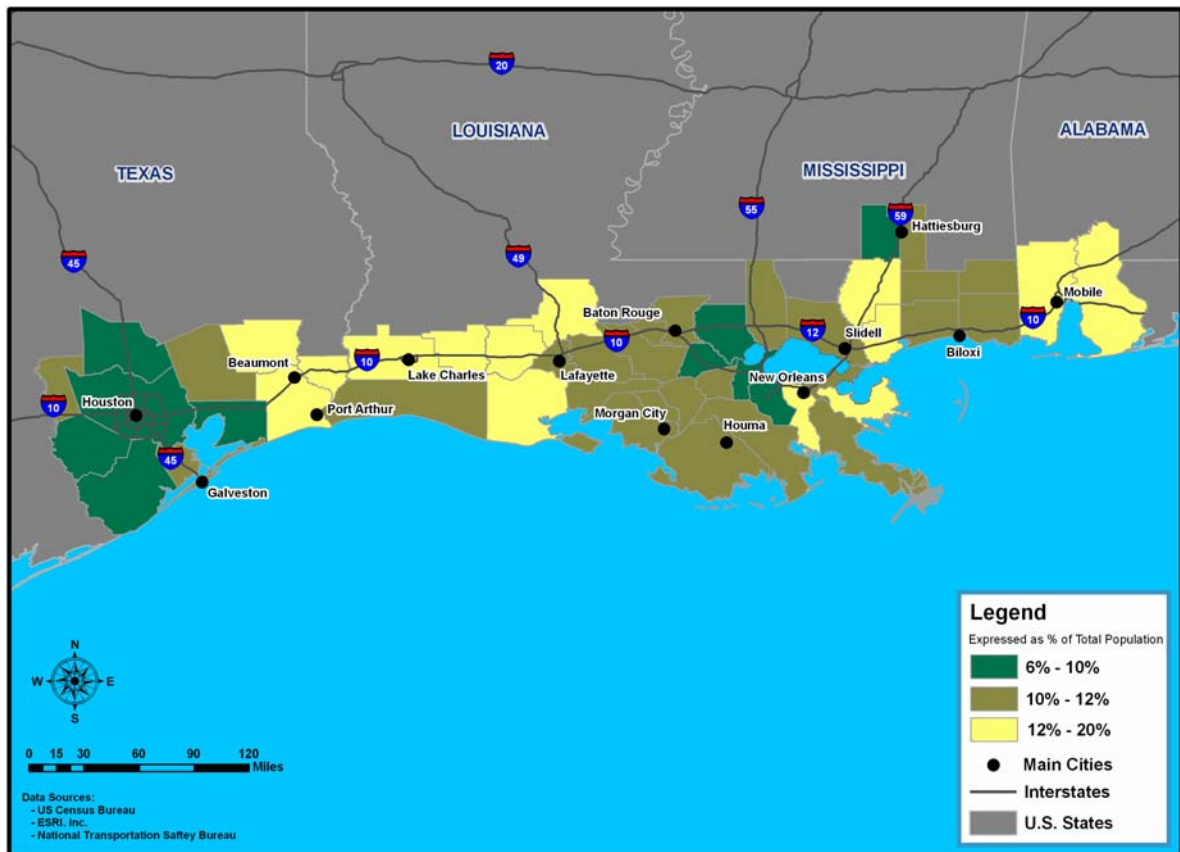 20
LOUISIANA
ALABAMA
TEXAS
MISSISSIPPI
55
59
Hattiesburg
45
49
Mobile
Baton Rouge
10
12
Slidell
10
Beaumont
10
Biloxi
Lake Charles
Lafayette
New Orleans
10
Houston
Port Arthur
Morgan City
Houma
45
Galveston
Legend
Expressed as % of Total Population
6% - 10%
10% - 12%
12% - 20%
Main Cities
Interstates
U.S. States
N
W
E
S
0 15 30 60 90 120
Miles
Data Sources:
- US Census Bureau
- ESRI. Inc.
- National Transportation Saftey Bureau